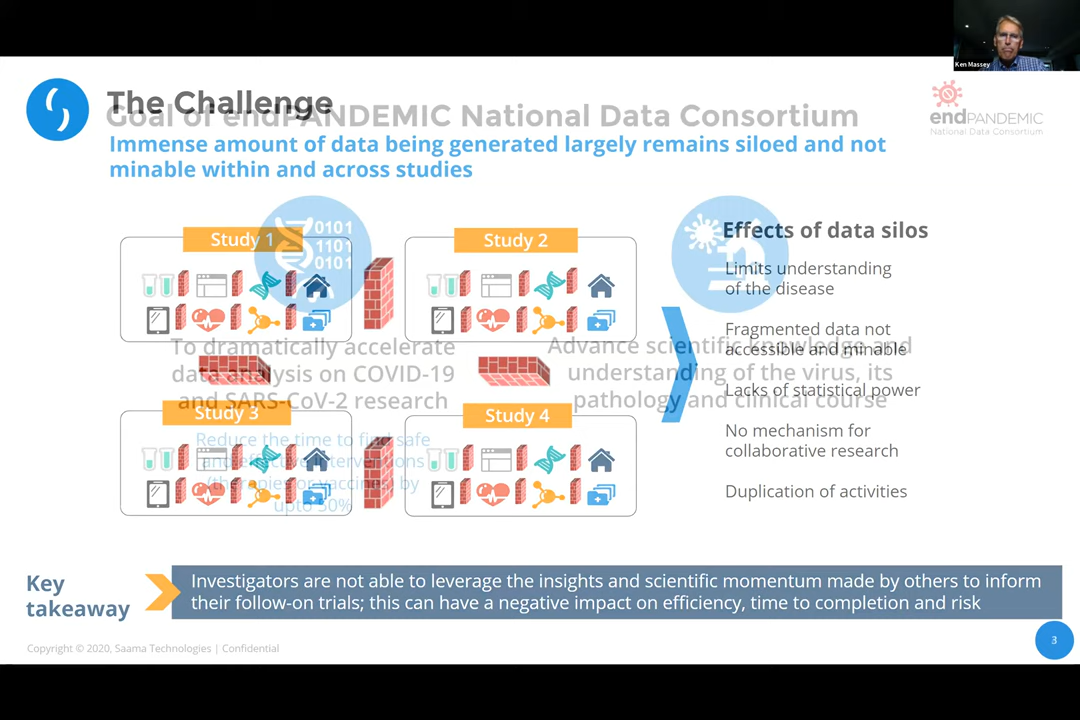 Ken Massey
The Challenge
Goal of endPANDEMIC National Data Consortium
endPANDEMIC
National Data Consortium
Immense amount of data being generated largely remains siloed and not
minable within and across studies
Study 1
0101
1101
0101
Study 2
Effects of data silos
Limits understanding
of the disease
Fragmented data not
accessible and minable
Lacks of statistical power
No mechanism for
collaborative research
Duplication of activities
To dramatically accelerate
data analysis on COVID-19
and SARS-CoV-2 research
Advance scientific knowledge and
understanding of the virus, its
pathology and clinical course
Study 3
Study 4
Reduce the time to find safe
and effective interventions
(therapies or vaccines) by
upto 50%
Key
takeaway
Investigators are not able to leverage the insights and scientific momentum made by others to inform
their follow-on trials; this can have a negative impact on efficiency, time to completion and risk
Copyright © 2020, Saama Technologies | Confidential
3